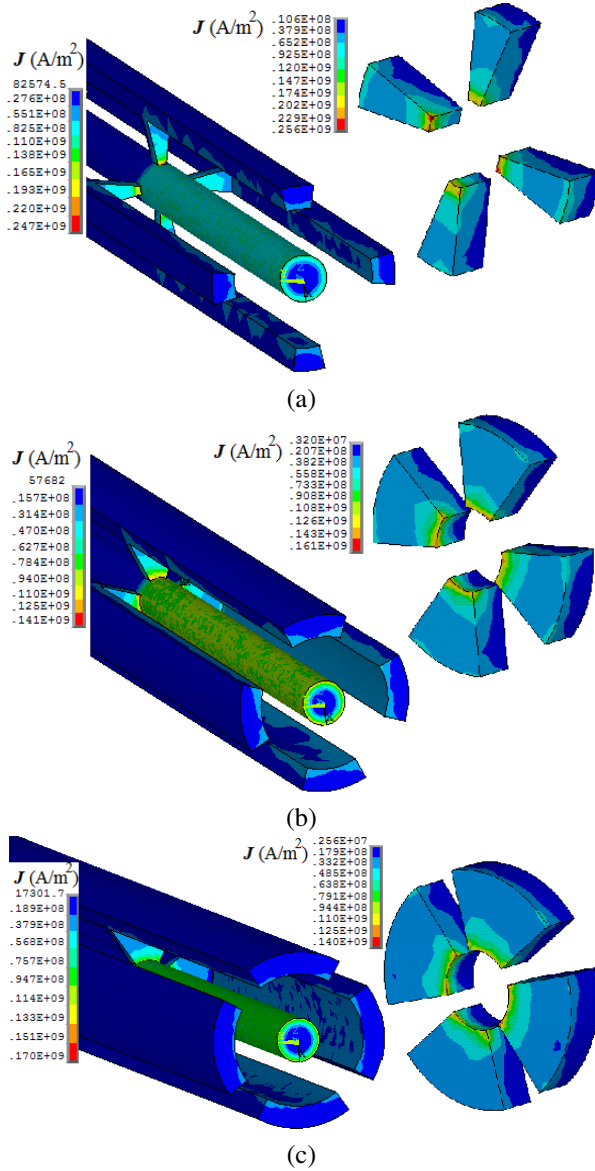 J (A/m²)
82574.5
.276E+08
.551E+08
.825E+08
.110E+09
.138E+09
.165E+09
.193E+09
.220E+09
.247E+09
J (A/m²)
.106E+08
.379E+08
.652E+08
.925E+08
.120E+09
.147E+09
.174E+09
.202E+09
.229E+09
.256E+09
(a)
J (A/m²)
57682
.157E+08
.314E+08
.470E+08
.627E+08
.784E+08
.940E+08
.110E+09
.125E+09
.141E+09
J (A/m²)
.320E+07
.207E+08
.382E+08
.558E+08
.733E+08
.908E+08
.108E+09
.126E+09
.143E+09
.161E+09
(b)
J (A/m²)
17301.7
.189E+08
.379E+08
.568E+08
.757E+08
.947E+08
.114E+09
.133E+09
.151E+09
.170E+09
J (A/m²)
.256E+07
.179E+08
.332E+08
.485E+08
.638E+08
.791E+08
.944E+08
.110E+09
.125E+09
.140E+09
(c)